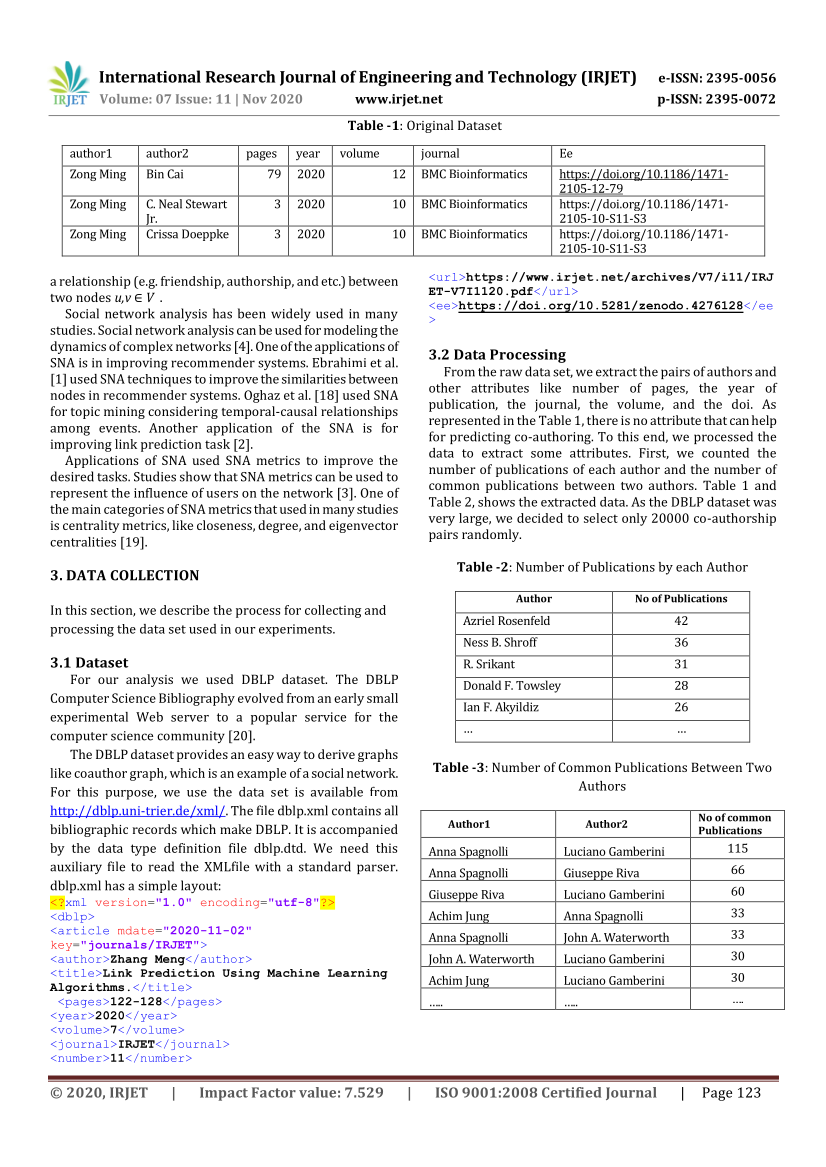 International Research Journal of Engineering and Technology (IRJET) e-ISSN: 2395-0056
IRJET Volume: 07 Issue: 11 | Nov 2020 www.irjet.net p-ISSN: 2395-0072
Table -1: Original Dataset
author1 author2 pages year volume journal Ee
Zong Ming Bin Cai 79 2020 12 BMC Bioinformatics https://doi.org/10.1186/1471-
2105-12-79
Zong Ming C. Neal Stewart 3 2020 10 BMC Bioinformatics https://doi.org/10.1186/1471-
Jr. 2105-10-S11-S3
Zong Ming Crissa Doeppke 3 2020 10 BMC Bioinformatics https://doi.org/10.1186/1471-
2105-10-S11-S3
a relationship (e.g. friendship, authorship, and etc.) between
two nodes u,v ∈ V .
Social network analysis has been widely used in many
studies. Social network analysis can be used for modeling the
dynamics of complex networks [4]. One of the applications of
SNA is in improving recommender systems. Ebrahimi et al.
[1] used SNA techniques to improve the similarities between
nodes in recommender systems. Oghaz et al. [18] used SNA
for topic mining considering temporal-causal relationships
among events. Another application of the SNA is for
improving link prediction task [2].
Applications of SNA used SNA metrics to improve the
desired tasks. Studies show that SNA metrics can be used to
represent the influence of users on the network [3]. One of
the main categories of SNA metrics that used in many studies
is centrality metrics, like closeness, degree, and eigenvector
centralities [19].
3. DATA COLLECTION
In this section, we describe the process for collecting and
processing the data set used in our experiments.
3.1 Dataset
For our analysis we used DBLP dataset. The DBLP
Computer Science Bibliography evolved from an early small
experimental Web server to a popular service for the
computer science community [20].
The DBLP dataset provides an easy way to derive graphs
like coauthor graph, which is an example of a social network.
For this purpose, we use the data set is available from
http://dblp.uni-trier.de/xml/. The file dblp.xml contains all
bibliographic records which make DBLP. It is accompanied
by the data type definition file dblp.dtd. We need this
auxiliary file to read the XMLfile with a standard parser.
dblp.xml has a simple layout:
<?xml version="1.0" encoding="utf-8"?>
<dblp>
<article mdate="2020-11-02"
key="journals/IRJET">
<author>Zhang Meng</author>
<title>Link Prediction Using Machine Learning
Algorithms.</title>
<pages>122-128</pages>
<year>2020</year>
<volume>7</volume>
<journal>IRJET</journal>
<number>11</number>
<url>https://www.irjet.net/archives/V7/i11/IRJ
ET-V7I1120.pdf</url>
<ee>https://doi.org/10.5281/zenodo.4276128</ee
>
3.2 Data Processing
From the raw data set, we extract the pairs of authors and
other attributes like number of pages, the year of
publication, the journal, the volume, and the doi. As
represented in the Table 1, there is no attribute that can help
for predicting co-authoring. To this end, we processed the
data to extract some attributes. First, we counted the
number of publications of each author and the number of
common publications between two authors. Table 1 and
Table 2, shows the extracted data. As the DBLP dataset was
very large, we decided to select only 20000 co-authorship
pairs randomly.
Table -2: Number of Publications by each Author
Author No of Publications
Azriel Rosenfeld 42
Ness B. Shroff 36
R. Srikant 31
Donald F. Towsley 28
Ian F. Akyildiz 26
... ...
Table -3: Number of Common Publications Between Two
Authors
Author1 Author2 No of common
Publications
Anna Spagnolli Luciano Gamberini 115
Anna Spagnolli Giuseppe Riva 66
Giuseppe Riva Luciano Gamberini 60
Achim Jung Anna Spagnolli 33
Anna Spagnolli John A. Waterworth 33
John A. Waterworth Luciano Gamberini 30
Achim Jung Luciano Gamberini 30
..... ..... ....
© 2020, IRJET | Impact Factor value: 7.529 | ISO 9001:2008 Certified Journal | Page 123